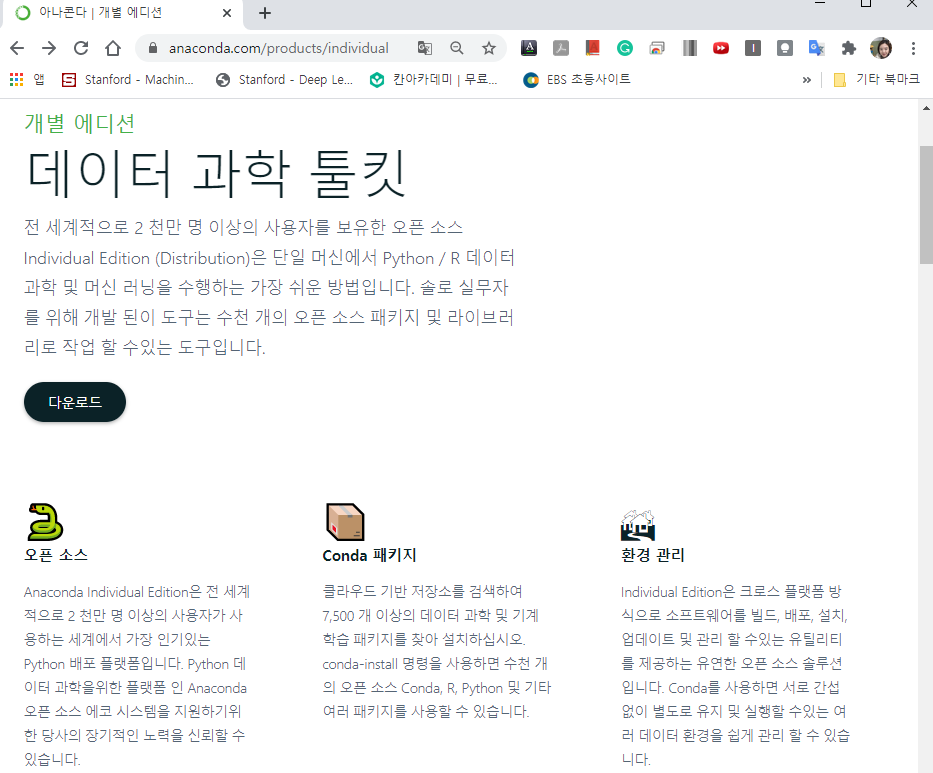 아나콘다 | 개별 에디션
anaconda.com/products/individual
앱
Stanford - Machin...
Stanford - Deep Le...
칸아카데미 | 무료...
EBS 초등사이트
»
기타 북마크
개별 에디션
데이터 과학 툴킷
전 세계적으로 2 천만 명 이상의 사용자를 보유한 오픈 소스
Individual Edition (Distribution)은 단일 머신에서 Python / R 데이터
과학 및 머신 러닝을 수행하는 가장 쉬운 방법입니다. 솔로 실무자
를 위해 개발 된이 도구는 수천 개의 오픈 소스 패키지 및 라이브러
리로 작업 할 수있는 도구입니다.
다운로드
오픈 소스
Anaconda Individual Edition은 전 세계
적으로 2 천만 명 이상의 사용자가 사
용하는 세계에서 가장 인기있는
Python 배포 플랫폼입니다. Python 데
이터 과학을위한 플랫폼 인 Anaconda
오픈 소스 에코 시스템을 지원하기위
한 당사의 장기적인 노력을 신뢰할 수
있습니다.
Conda 패키지
클라우드 기반 저장소를 검색하여
7,500 개 이상의 데이터 과학 및 기계
학습 패키지를 찾아 설치하십시오.
conda-install 명령을 사용하면 수천 개
의 오픈 소스 Conda, R, Python 및 기타
여러 패키지를 사용할 수 있습니다.
환경 관리
Individual Edition은 크로스 플랫폼 방
식으로 소프트웨어를 빌드, 배포, 설치,
업데이트 및 관리 할 수있는 유틸리티
를 제공하는 유연한 오픈 소스 솔루션
입니다. Conda를 사용하면 서로 간섭
없이 별도로 유지 및 실행할 수있는 여
러 데이터 환경을 쉽게 관리 할 수 있습
니다.